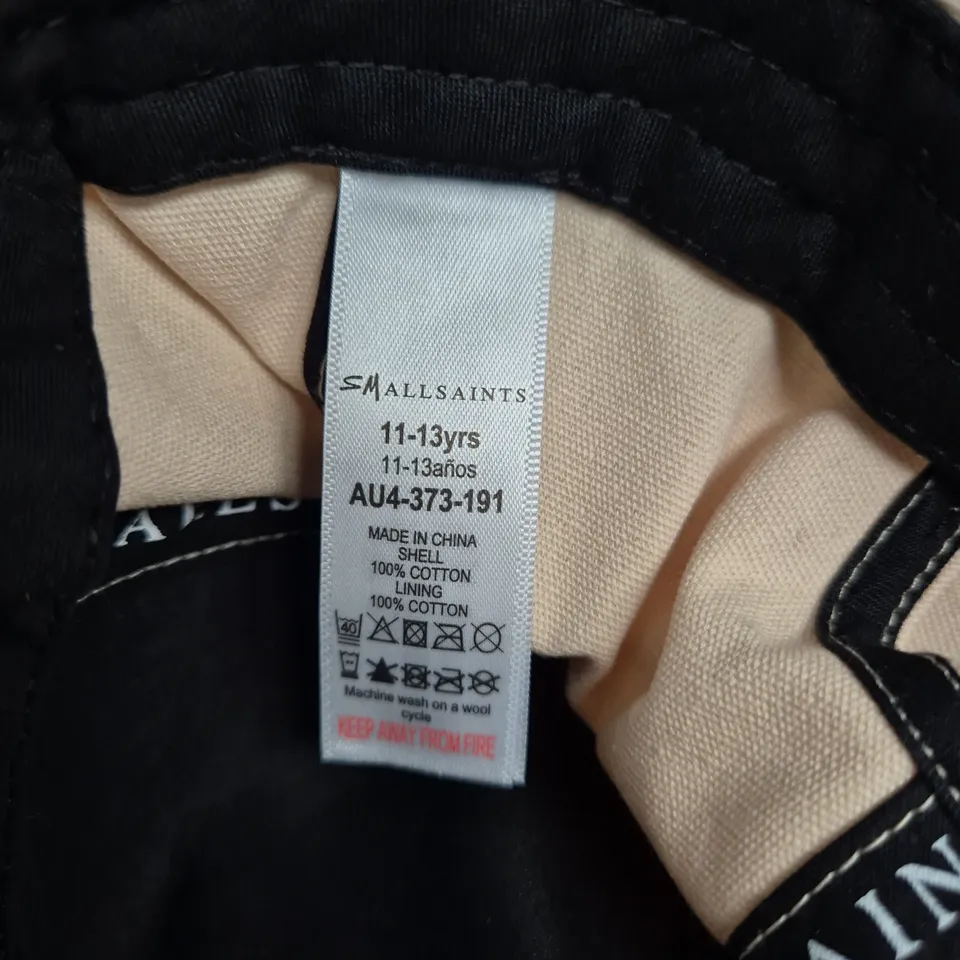 SMALLSAINTS
11-13yrs
11-13años
AU4-373-191
MADE IN CHINA
SHELL
100% COTTON
LINING
100% COTTON
40
Machine wash on a wool
cycle
KEEP AWAY FROM FIRE
AIN